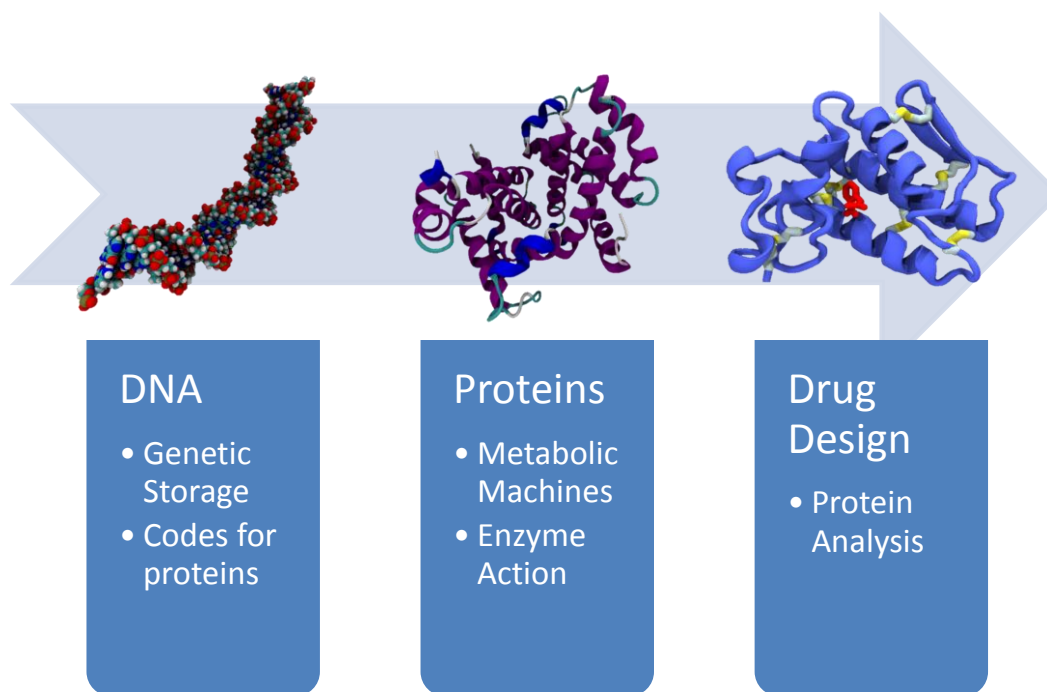 DNA
• Genetic
Storage
• Codes for
proteins
Proteins
• Metabolic
Machines
• Enzyme
Action
Drug
Design
• Protein
Analysis